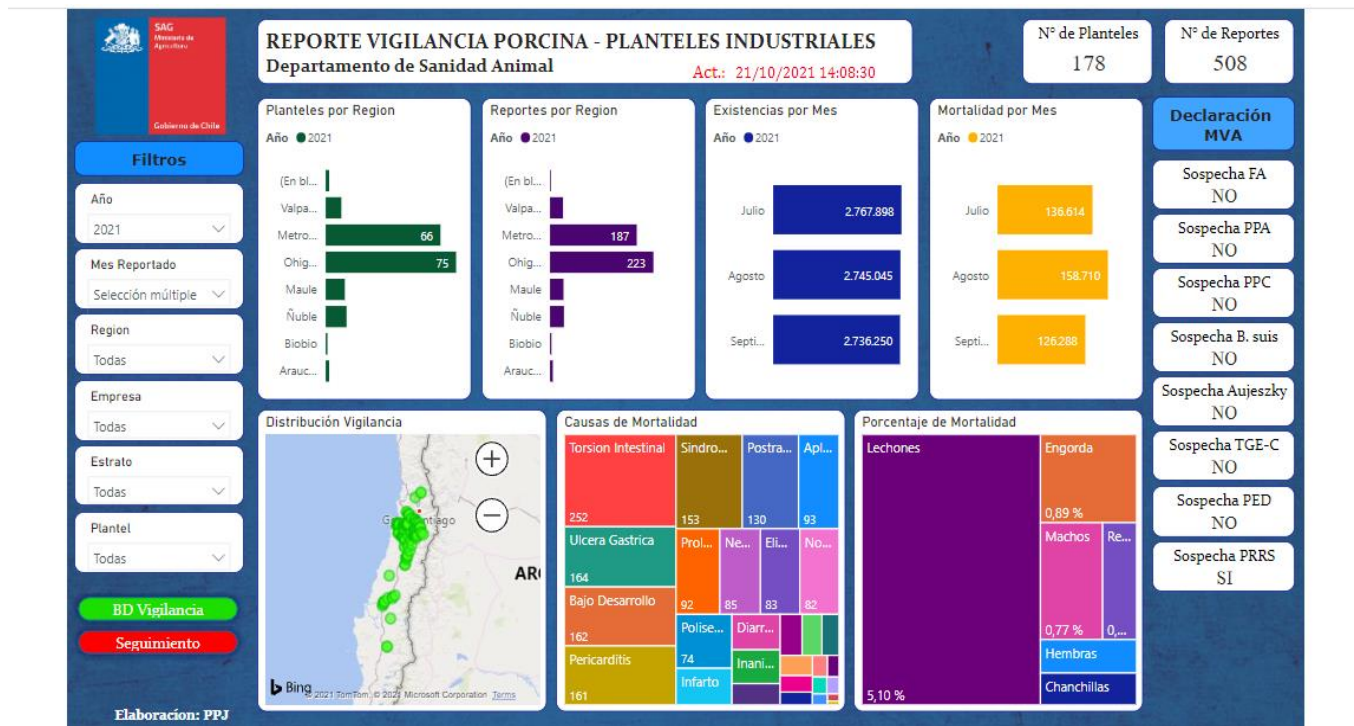 SAG
Ministerio de
Agricultura
Gobierno de Chile
REPORTE VIGILANCIA PORCINA - PLANTELES INDUSTRIALES
Departamento de Sanidad Animal
Act.: 21/10/2021 14:08:30
N° de Planteles
178
N° de Reportes
508
Filtros
Año
2021
Mes Reportado
Selección múltiple
Region
Todas
Empresa
Todas
Estrato
Todas
Plantel
Todas
BD Vigilancia
Seguimiento
Elaboracion: PPJ
Planteles por Region
Año 2021
(En bl...
Valpa...
Metro... 66
Ohig... 75
Maule
Ñuble
Biobio
Arauc...
Reportes por Region
Año 2021
(En bl...
Valpa...
Metro... 187
Ohig... 223
Maule
Ñuble
Biobio
Arauc...
Existencias por Mes
Año 2021
Julio 2.767.898
Agosto 2.745.045
Septi... 2.736.250
Mortalidad por Mes
Año 2021
Julio 136.614
Agosto 158.710
Septi... 126.288
Declaración
MVA
Sospecha FA
NO
Sospecha PPA
NO
Sospecha PPC
NO
Sospecha B. suis
NO
Sospecha Aujeszky
NO
Sospecha TGE-C
NO
Sospecha PED
NO
Sospecha PRRS
SI
Distribución Vigilancia
ntiago
AR
Bing
© 2021 TomTom, © 2021 Microsoft Corporation Terms
Causas de Mortalidad
Torsion Intestinal
252
Ulcera Gastrica
164
Bajo Desarrollo
162
Pericarditis
161
Sindro...
153
Postra...
130
Apl...
93
Prol...
92
Ne...
85
Eli...
83
No...
82
Polise...
74
Infarto
Diarr...
Inani...
Porcentaje de Mortalidad
Lechones
5,10 %
Engorda
0,89 %
Machos
0,77 %
Re...
0,...
Hembras
Chanchillas